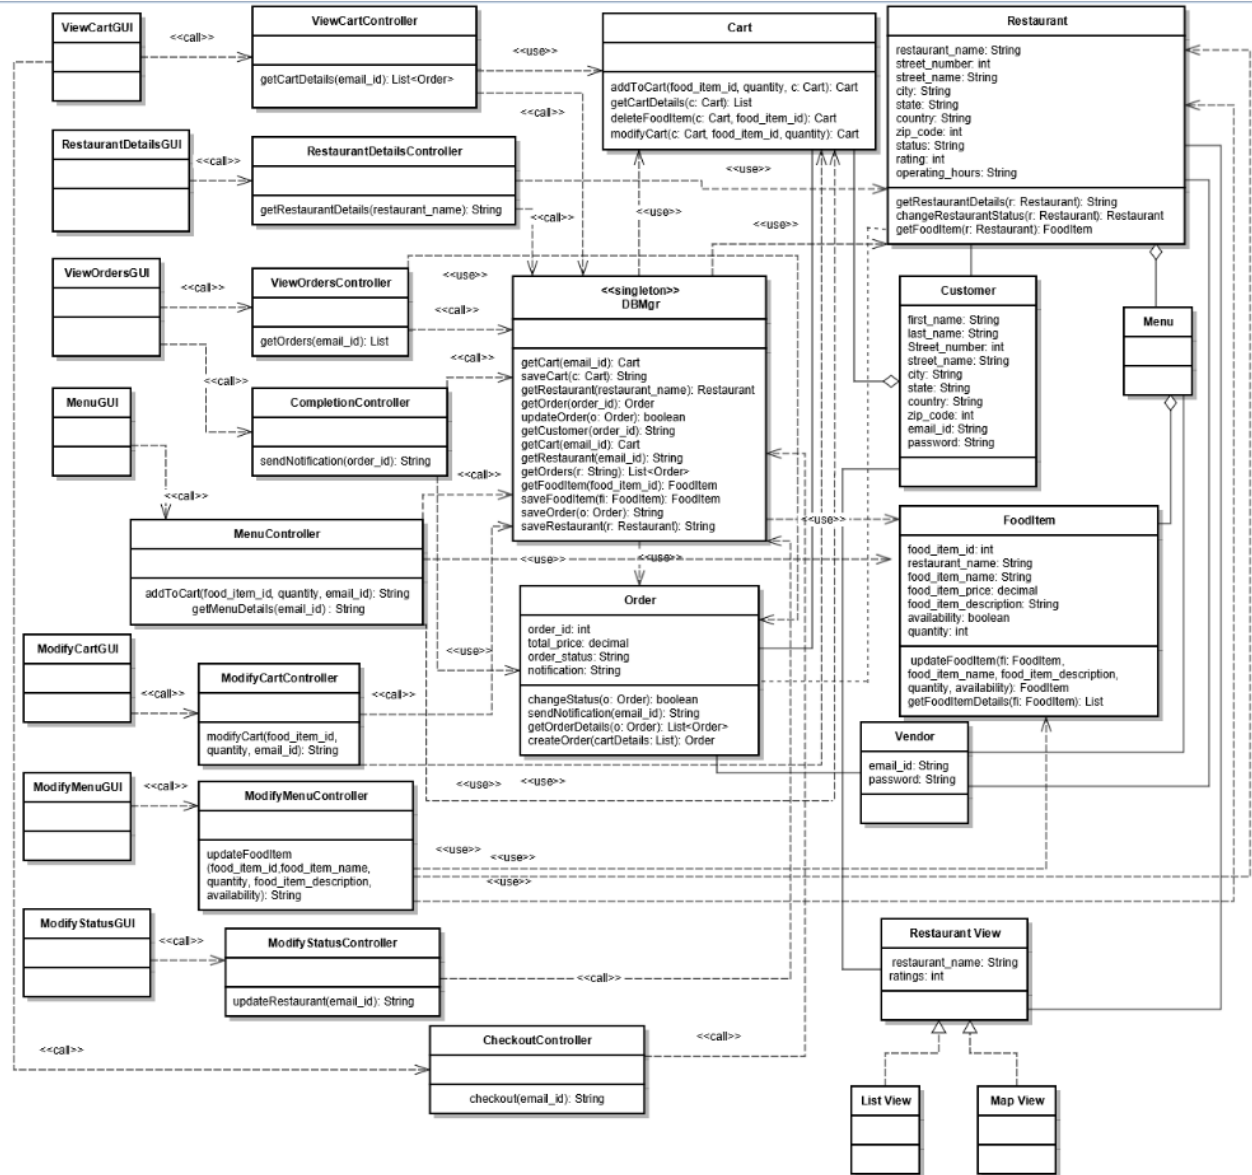 ViewCartGUI
<<call>>
ViewCartController
getCartDetails(email_id): List<Order>
<<use>>
<<call>>
Cart
addToCart(food_item_id, quantity, c: Cart): Cart
getCartDetails(c: Cart): List
deleteFoodItem(c: Cart, food_item_id): Cart
modifyCart(c: Cart, food_item_id, quantity): Cart
Restaurant
restaurant_name: String
street_number: int
street_name: String
city: String
state: String
country: String
zip_code: int
status: String
rating: int
operating_hours: String
getRestaurantDetails(r: Restaurant): String
changeRestaurantStatus(r: Restaurant): Restaurant
getFoodItem(r: Restaurant): FoodItem
RestaurantDetailsGUI
<<call>>
RestaurantDetailsController
getRestaurantDetails(restaurant_name): String
<<use>>
<<call>>
<<use>>
<<use>>
ViewOrdersGUI
<<call>>
<<call>>
ViewOrdersController
getOrders(email_id): List
<<use>>
<<call>>
<<singleton>>
DBMgr
getCart(email_id): Cart
saveCart(c: Cart): String
getRestaurant(restaurant_name): Restaurant
getOrder(order_id): Order
updateOrder(o: Order): boolean
getCustomer(order_id): String
getCart(email_id): Cart
getRestaurant(email_id): String
getOrders(r: String): List<Order>
getFoodItem(food_item_id): FoodItem
saveFoodItem(fi: FoodItem): FoodItem
saveOrder(o: Order): String
saveRestaurant(r: Restaurant): String
Customer
first_name: String
last_name: String
Street_number: int
street_name: String
city: String
state: String
country: String
zip_code: int
email_id: String
password: String
Menu
MenuGUI
<<call>>
CompletionController
sendNotification(order_id): String
<<call>>
<<call>>
MenuController
addToCart(food_item_id, quantity, email_id): String
getMenuDetails(email_id) : String
<<use>>
<<use>>
<<use>>
FoodItem
food_item_id: int
restaurant_name: String
food_item_name: String
food_item_price: decimal
food_item_description: String
availability: boolean
quantity: int
updateFoodItem(fi: FoodItem,
food_item_name, food_item_description,
quantity, availability): FoodItem
getFoodItemDetails(fi: FoodItem): List
Order
order_id: int
total_price: decimal
order_status: String
notification: String
changeStatus(o: Order): boolean
sendNotification(email_id): String
getOrderDetails(o: Order): List<Order>
createOrder(cartDetails: List): Order
<<use>>
ModifyCartGUI
<<call>>
ModifyCartController
modifyCart(food_item_id,
quantity, email_id): String
<<call>>
Vendor
email_id: String
password: String
ModifyMenuGUI
<<call>>
ModifyMenuController
updateFoodItem
(food_item_id,food_item_name,
quantity, food_item_description,
availability): String
<<use>>
<<use>>
<<use>>
<<use>>
<<use>>
ModifyStatusGUI
<<call>>
ModifyStatusController
updateRestaurant(email_id): String
<<call>>
Restaurant View
restaurant_name: String
ratings: int
<<call>>
CheckoutController
checkout(email_id): String
<<call>>
List View
Map View